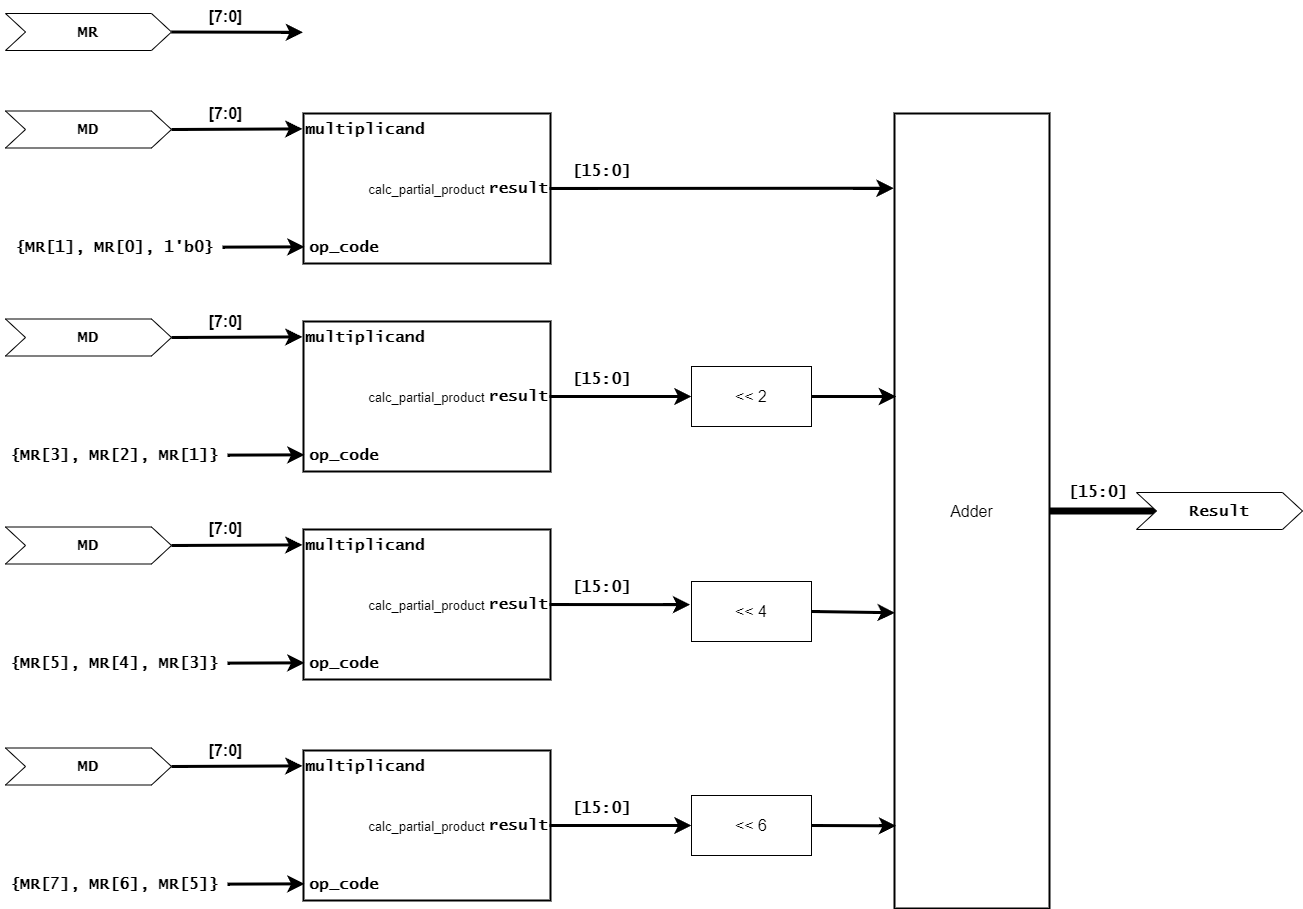 [7:0]
MR
[7:0]
MD
multiplicand
[15:0]
calc_partial_product result
{MR[1], MR[0], 1'b0}
op_code
[7:0]
MD
multiplicand
[15:0]
calc_partial_product result
<< 2
{MR[3], MR[2], MR[1]}
op_code
Adder
[15:0]
Result
[7:0]
MD
multiplicand
[15:0]
calc_partial_product result
<< 4
{MR[5], MR[4], MR[3]}
op_code
[7:0]
MD
multiplicand
[15:0]
calc_partial_product result
<< 6
{MR[7], MR[6], MR[5]}
op_code